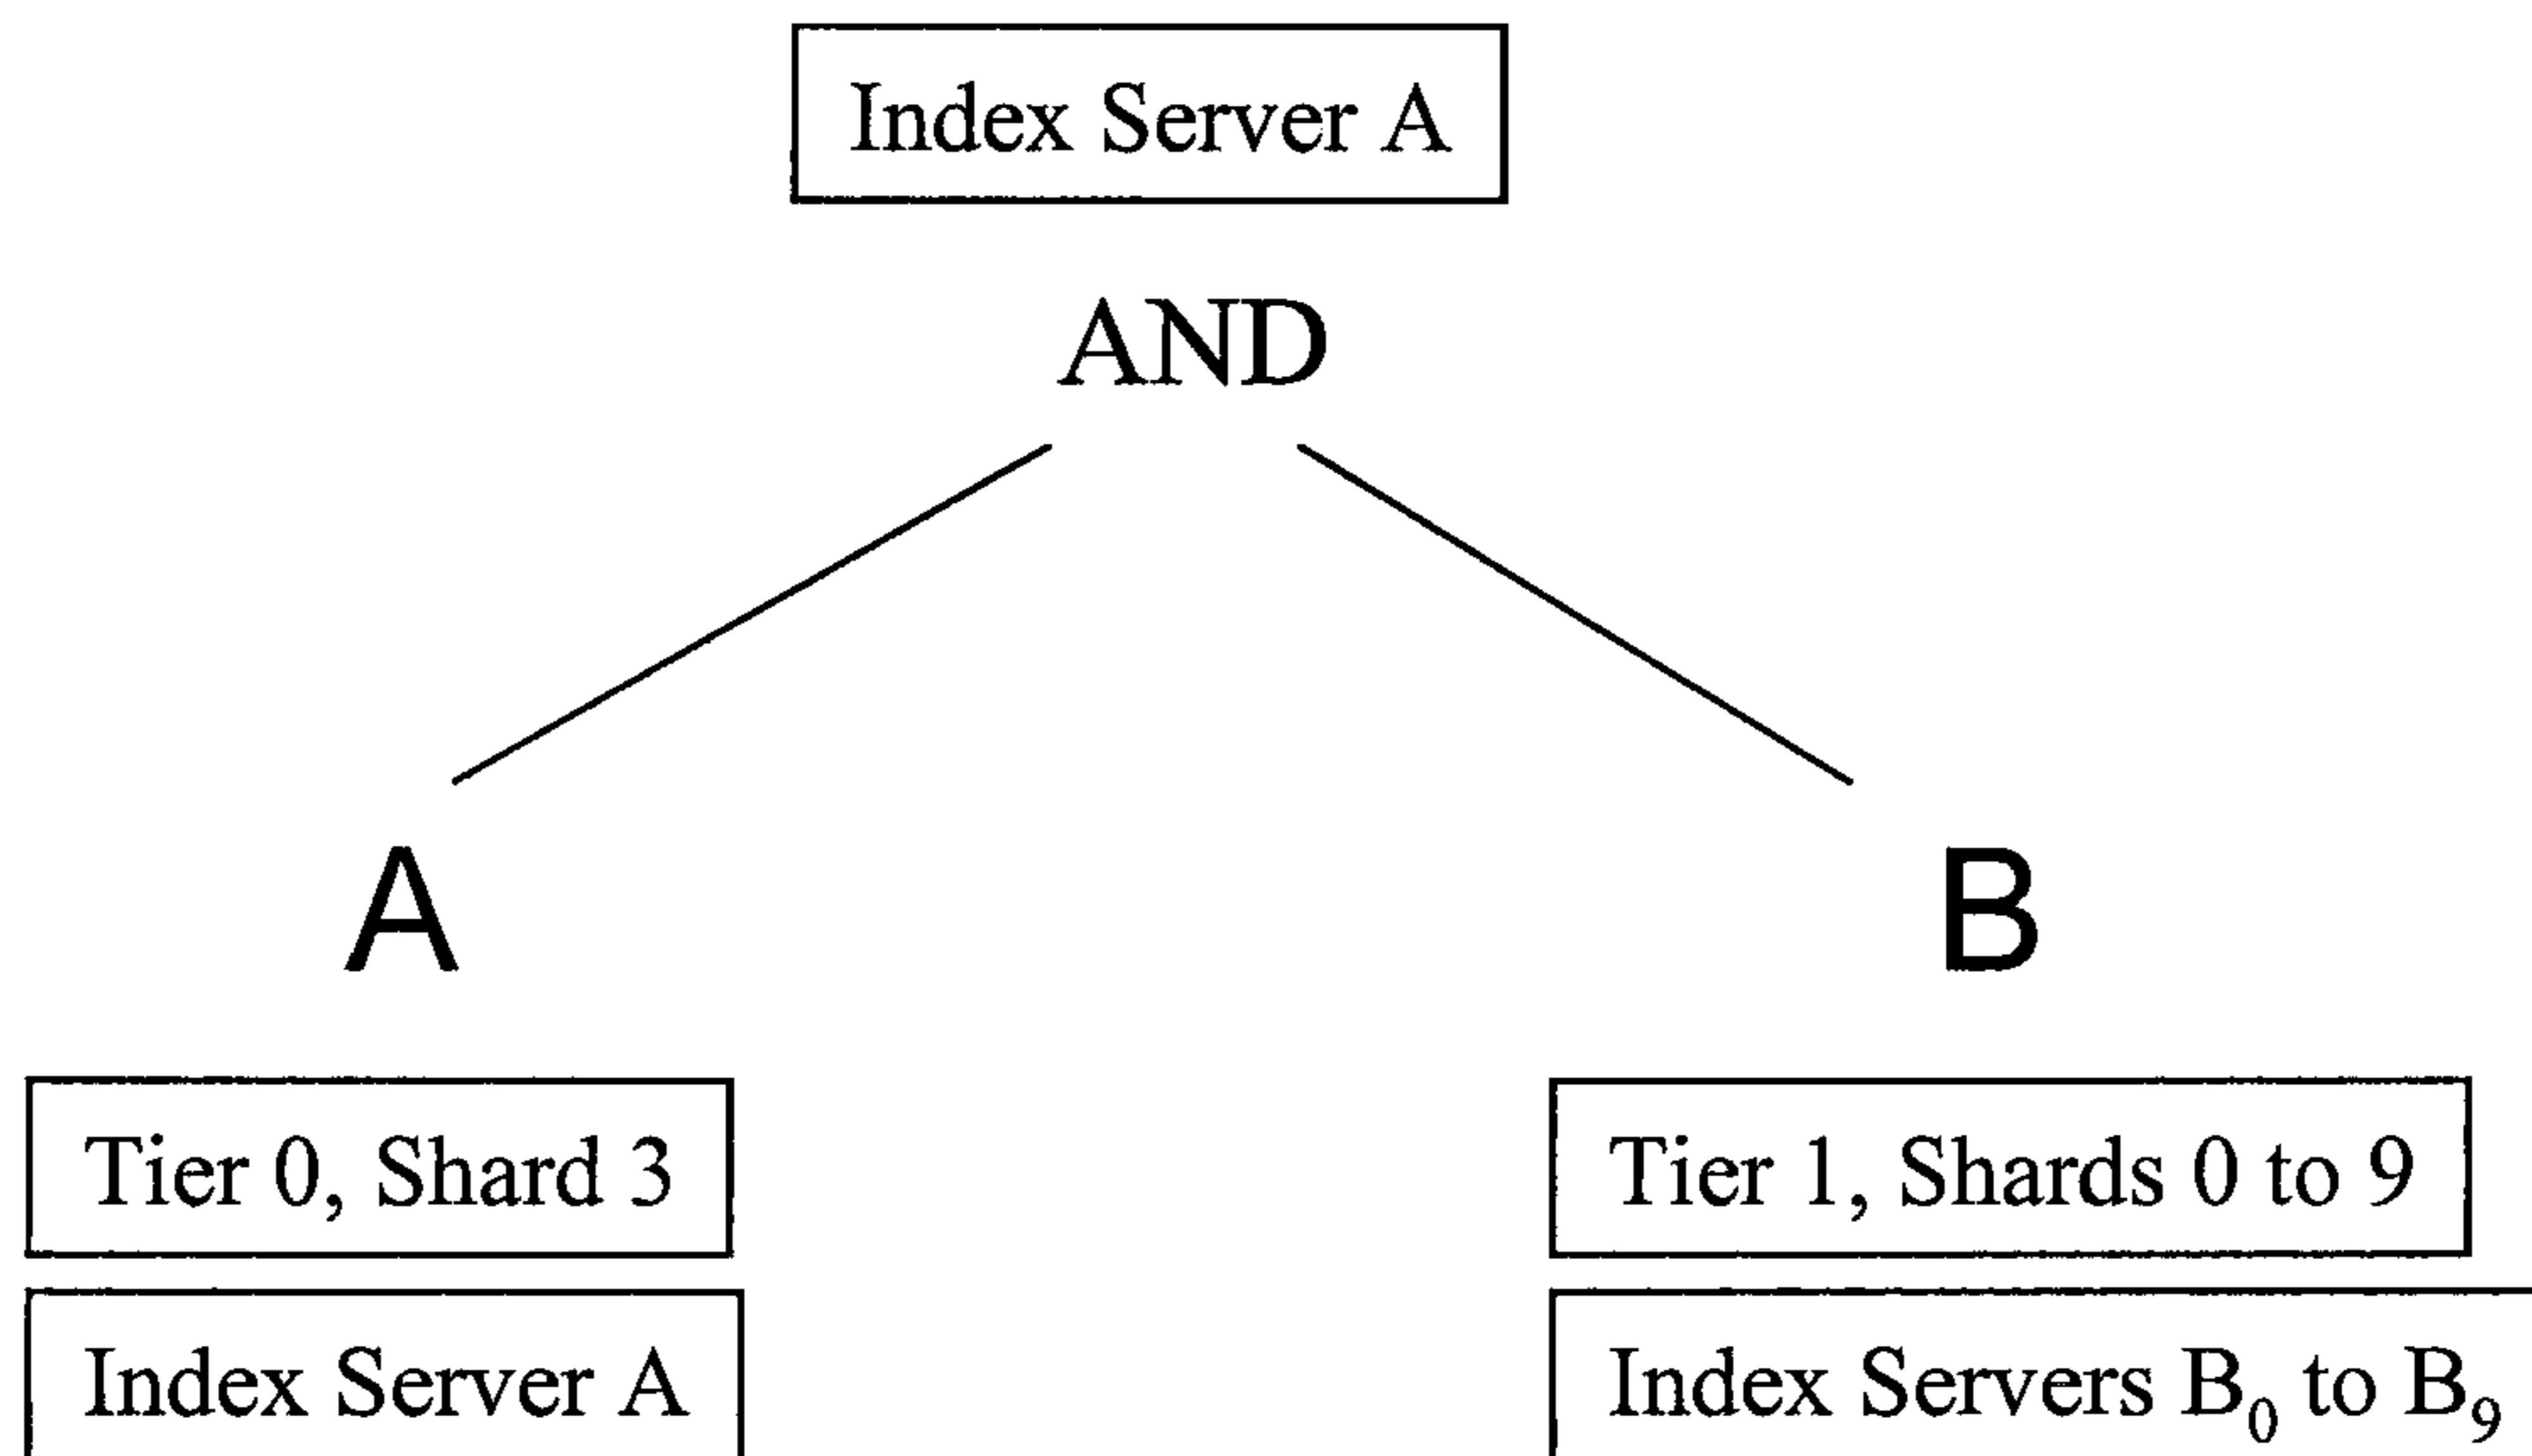 Index Server A
AND
A
B
Tier 0, Shard 3
Tier 1, Shards 0 to 9
Index Server A
Index Servers B₀ to B₉